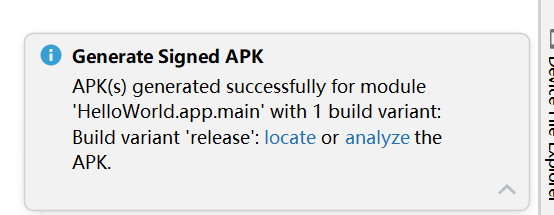 Generate Signed APK
APK(s) generated successfully for module
'HelloWorld.app.main' with 1 build variant:
Build variant 'release': locate or analyze the
APK.
Device File Explorer